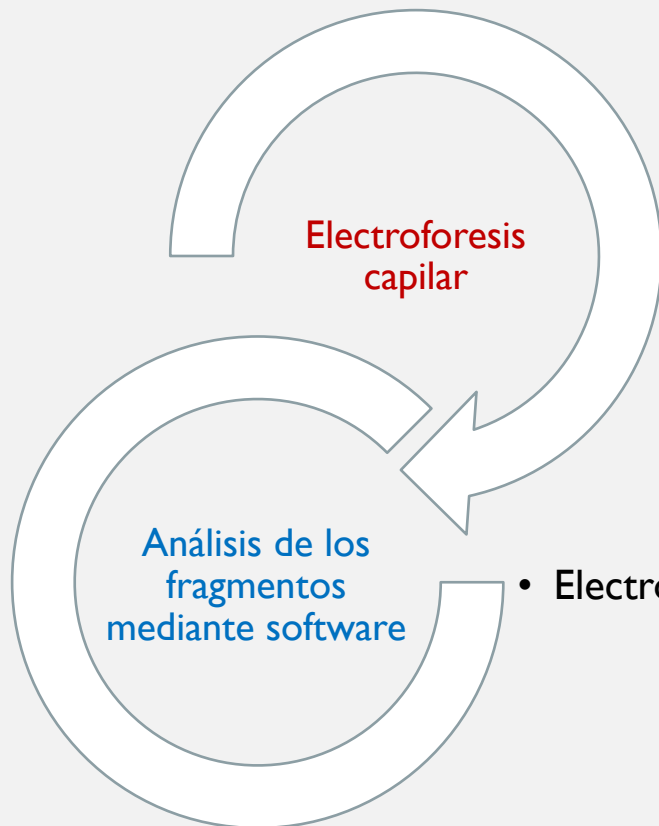 Electroforesis
capilar
Análisis de los
fragmentos
mediante software
• Electro